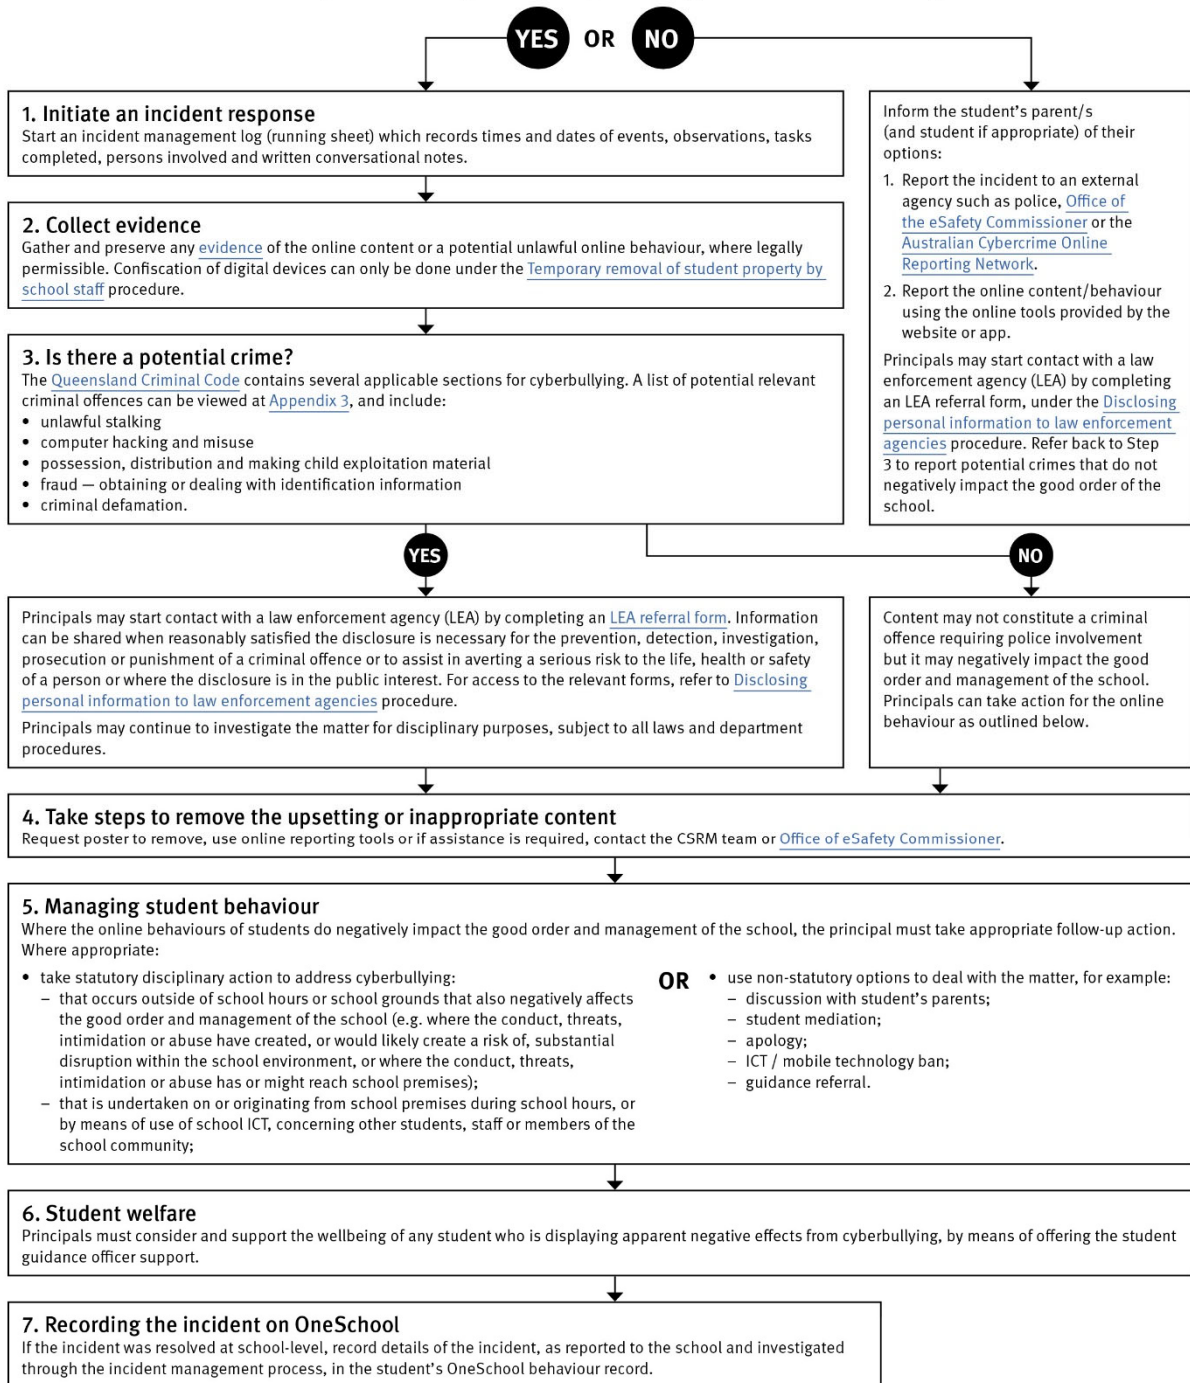 YES OR NO
1. Initiate an incident response
Start an incident management log (running sheet) which records times and dates of events, observations, tasks
completed, persons involved and written conversational notes.
2. Collect evidence
Gather and preserve any evidence of the online content or a potential unlawful online behaviour, where legally
permissible. Confiscation of digital devices can only be done under the Temporary removal of student property by
school staff procedure.
3. Is there a potential crime?
The Queensland Criminal Code contains several applicable sections for cyberbullying. A list of potential relevant
criminal offences can be viewed at Appendix 3, and include:
• unlawful stalking
• computer hacking and misuse
• possession, distribution and making child exploitation material
• fraud — obtaining or dealing with identification information
• criminal defamation.
Inform the student's parent/s
(and student if appropriate) of their
options:
1. Report the incident to an external
agency such as police, Office of
the eSafety Commissioner or the
Australian Cybercrime Online
Reporting Network.
2. Report the online content/behaviour
using the online tools provided by the
website or app.
Principals may start contact with a law
enforcement agency (LEA) by completing
an LEA referral form, under the Disclosing
personal information to law enforcement
agencies procedure. Refer back to Step
3 to report potential crimes that do not
negatively impact the good order of the
school.
YES
NO
Principals may start contact with a law enforcement agency (LEA) by completing an LEA referral form. Information
can be shared when reasonably satisfied the disclosure is necessary for the prevention, detection, investigation,
prosecution or punishment of a criminal offence or to assist in averting a serious risk to the life, health or safety
of a person or where the disclosure is in the public interest. For access to the relevant forms, refer to Disclosing
personal information to law enforcement agencies procedure.
Principals may continue to investigate the matter for disciplinary purposes, subject to all laws and department
procedures.
Content may not constitute a criminal
offence requiring police involvement
but it may negatively impact the good
order and management of the school.
Principals can take action for the online
behaviour as outlined below.
4. Take steps to remove the upsetting or inappropriate content
Request poster to remove, use online reporting tools or if assistance is required, contact the CSRM team or Office of eSafety Commissioner.
5. Managing student behaviour
Where the online behaviours of students do negatively impact the good order and management of the school, the principal must take appropriate follow-up action.
Where appropriate:
• take statutory disciplinary action to address cyberbullying:
– that occurs outside of school hours or school grounds that also negatively affects
the good order and management of the school (e.g. where the conduct, threats,
intimidation or abuse have created, or would likely create a risk of, substantial
disruption within the school environment, or where the conduct, threats,
intimidation or abuse has or might reach school premises);
– that is undertaken on or originating from school premises during school hours, or
by means of use of school ICT, concerning other students, staff or members of the
school community;
OR
• use non-statutory options to deal with the matter, for example:
– discussion with student's parents;
– student mediation;
– apology;
– ICT / mobile technology ban;
– guidance referral.
6. Student welfare
Principals must consider and support the wellbeing of any student who is displaying apparent negative effects from cyberbullying, by means of offering the student
guidance officer support.
7. Recording the incident on OneSchool
If the incident was resolved at school-level, record details of the incident, as reported to the school and investigated
through the incident management process, in the student's OneSchool behaviour record.